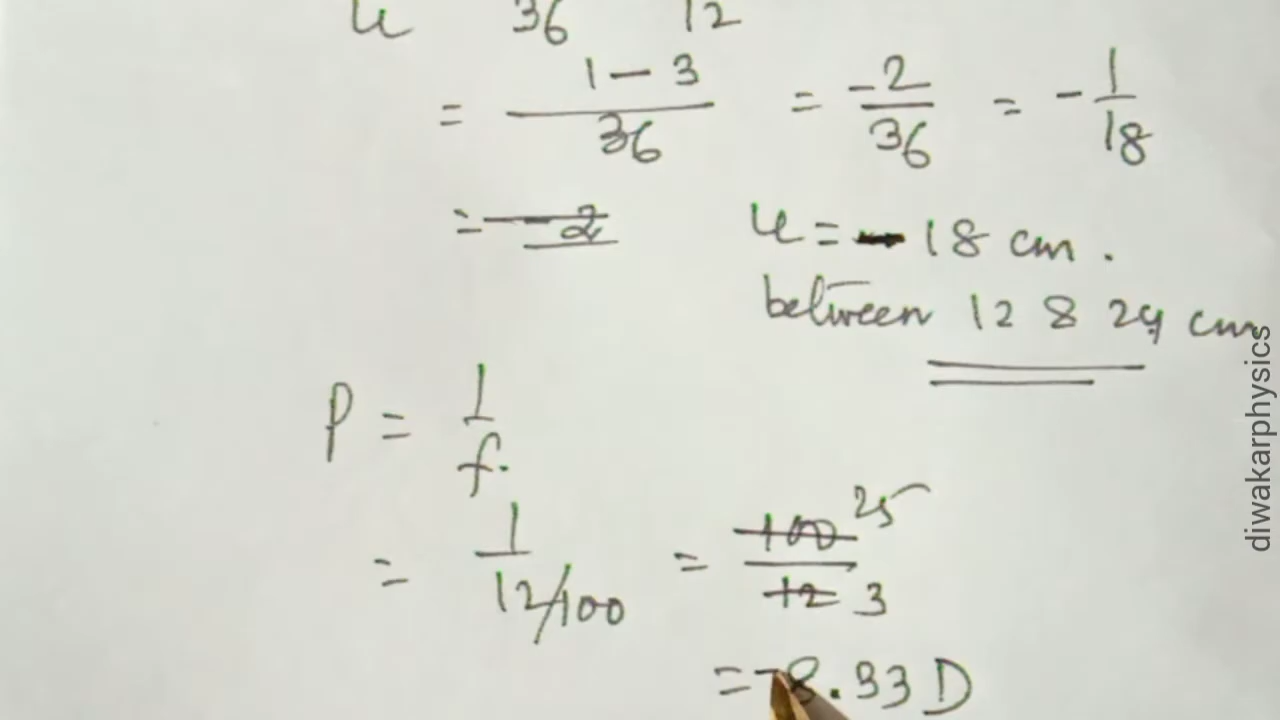 u 36 12
= 1 - 3 / 36 = -2 / 36 = - 1 / 18
= - 2
u = - 18 cm.
between 12 & 24 cm
P = 1 / f.
= 1 / 12/100 = 100 25 / 12 3
= 8.33 D
diwakarphysics